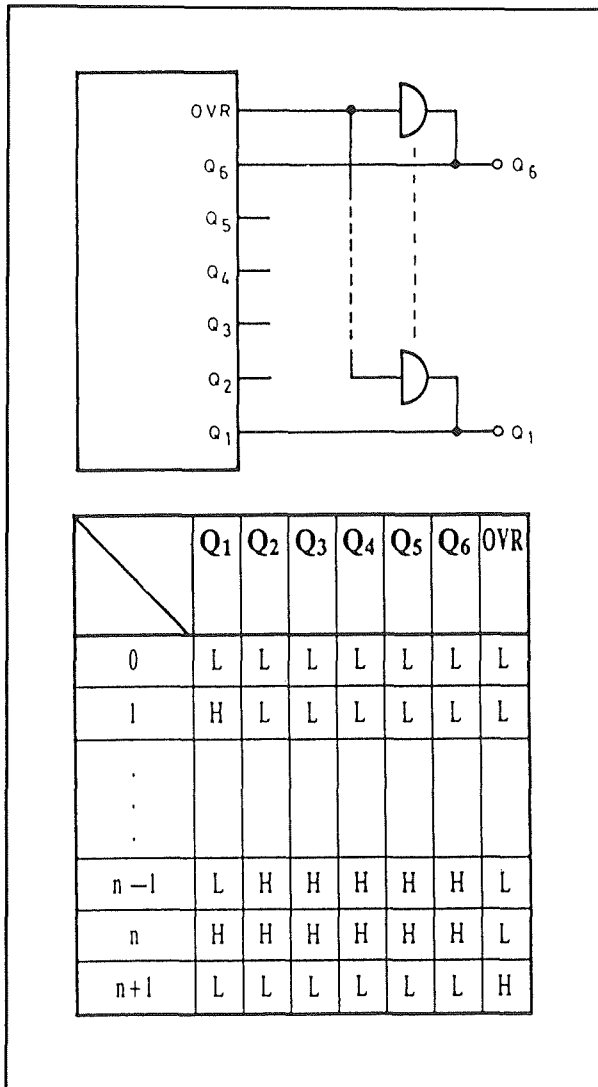 OVR
Q6 Q6
Q5
Q4
Q3
Q2
Q1 Q1
Q1 Q2 Q3 Q4 Q5 Q6 OVR
0 L L L L L L L
1 H L L L L L L
.
.
.
n–1 L H H H H H L
n H H H H H H L
n+1 L L L L L L H